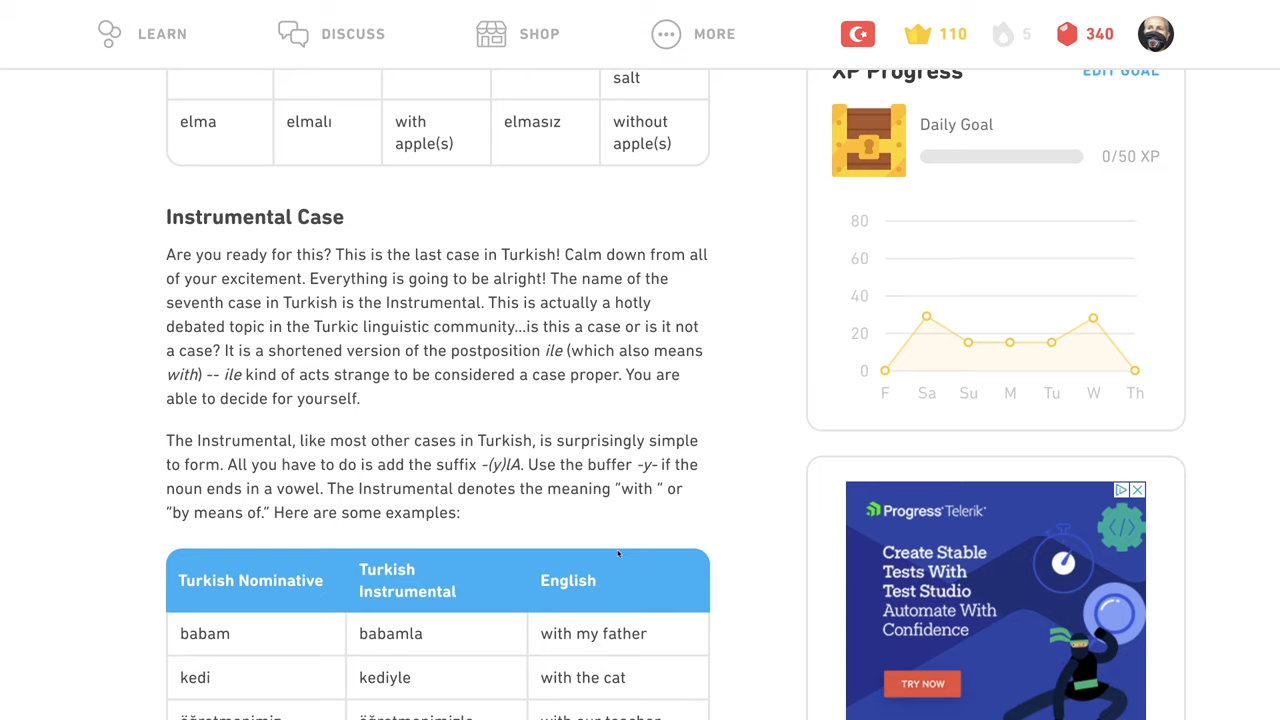 LEARN
DISCUSS
SHOP
MORE
110
5
340
salt
elma
elmalı
with
apple(s)
elmasız
without
apple(s)
Instrumental Case
Are you ready for this? This is the last case in Turkish! Calm down from all
of your excitement. Everything is going to be alright! The name of the
seventh case in Turkish is the Instrumental. This is actually a hotly
debated topic in the Turkic linguistic community...is this a case or is it not
a case? It is a shortened version of the postposition ile (which also means
with) -- ile kind of acts strange to be considered a case proper. You are
able to decide for yourself.
The Instrumental, like most other cases in Turkish, is surprisingly simple
to form. All you have to do is add the suffix -(y)lA. Use the buffer -y- if the
noun ends in a vowel. The Instrumental denotes the meaning “with “ or
“by means of.” Here are some examples:
Turkish Nominative
Turkish
Instrumental
English
babam
babamla
with my father
kedi
kediyle
with the cat
öğretmenimiz
öğretmenimizle
with our teacher
XP Progress
EDIT GOAL
Daily Goal
0/50 XP
80
60
40
20
0
F
Sa
Su
M
Tu
W
Th
Progress Telerik
Create Stable
Tests With
Test Studio
Automate With
Confidence
TRY NOW